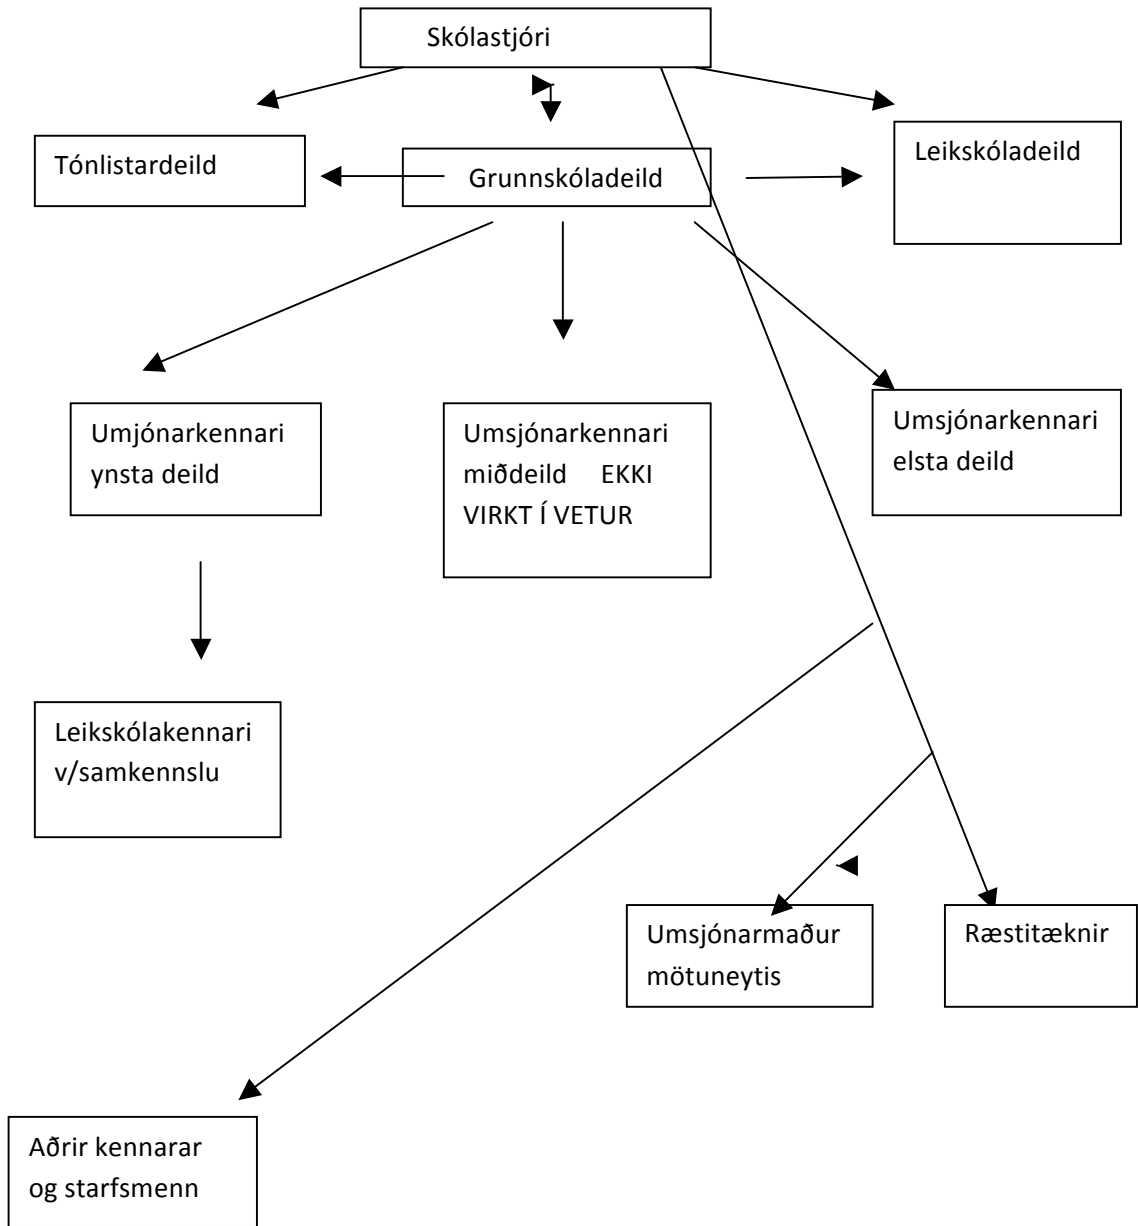 Skólastjóri
Tónlistardeild
Grunnskóladeild
Leikskóladeild
Umjónarkennari
ynsta deild
Umsjónarkennari
miðdeild EKKI
VIRKT Í VETUR
Umsjónarkennari
elsta deild
Leikskólakennari
v/samkennslu
Umsjónarmaður
mötuneytis
Ræstitæknir
Aðrir kennarar
og starfsmenn